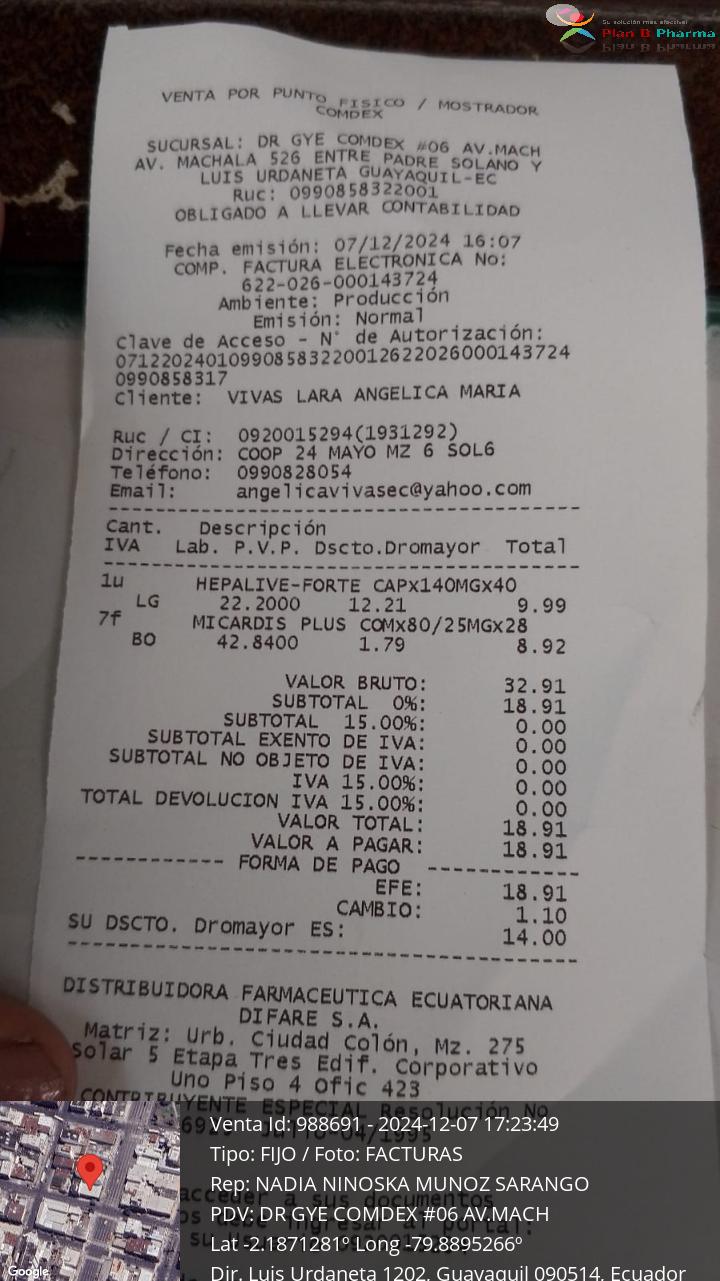 Su solución más efectiva!
Plan B Pharma
VENTA POR PUNTO FISICO / MOSTRADOR
COMDEX
SUCURSAL: DR GYE COMDEX #06 AV.MACH
AV. MACHALA 526 ENTRE PADRE SOLANO Y
LUIS URDANETA GUAYAQUIL-EC
Ruc: 0990858322001
OBLIGADO A LLEVAR CONTABILIDAD
Fecha emisión: 07/12/2024 16:07
COMP. FACTURA ELECTRONICA No:
622-026-000143724
Ambiente: Producción
Emisión: Normal
Clave de Acceso - N° de Autorización:
071220240109908583220012622026000143724
0990858317
Cliente: VIVAS LARA ANGELICA MARIA
Ruc / CI: 0920015294(1931292)
Dirección: COOP 24 MAYO MZ 6 SOL6
Teléfono: 0990828054
Email: angelicavivasec@yahoo.com
Cant. Descripción
IVA Lab. P.V.P. Dscto.Dromayor Total
1u HEPALIVE-FORTE CAPx140MGx40
LG 22.2000 12.21 9.99
7f MICARDIS PLUS COMx80/25MGx28
BO 42.8400 1.79 8.92
VALOR BRUTO: 32.91
SUBTOTAL 0%: 18.91
SUBTOTAL 15.00%: 0.00
SUBTOTAL EXENTO DE IVA: 0.00
SUBTOTAL NO OBJETO DE IVA: 0.00
IVA 15.00%: 0.00
TOTAL DEVOLUCION IVA 15.00%: 0.00
VALOR TOTAL: 18.91
VALOR A PAGAR: 18.91
------------ FORMA DE PAGO ------------
EFE: 18.91
CAMBIO: 1.10
SU DSCTO. Dromayor ES: 14.00
DISTRIBUIDORA FARMACEUTICA ECUATORIANA
DIFARE S.A.
Matriz: Urb. Ciudad Colón, Mz. 275
Solar 5 Etapa Tres Edif. Corporativo
Uno Piso 4 Ofic 423
CONTRIBUYENTE ESPECIAL Resolución No
Venta Id: 988691 - 2024-12-07 17:23:49
Tipo: FIJO / Foto: FACTURAS
Rep: NADIA NINOSKA MUNOZ SARANGO
PDV: DR GYE COMDEX #06 AV.MACH
Lat -2.1871281º Long -79.8895266º
Dir. Luis Urdaneta 1202, Guayaquil 090514, Ecuador
Google